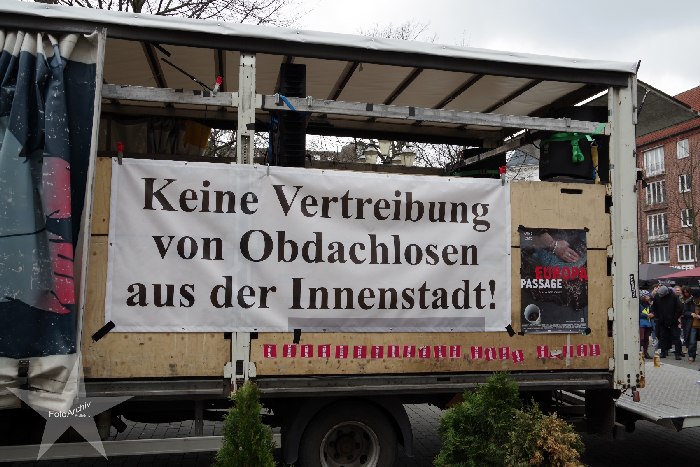 Keine Vertreibung
von Obdachlosen
aus der Innenstadt!
EUROPA
PASSAGE
FotoArchiv